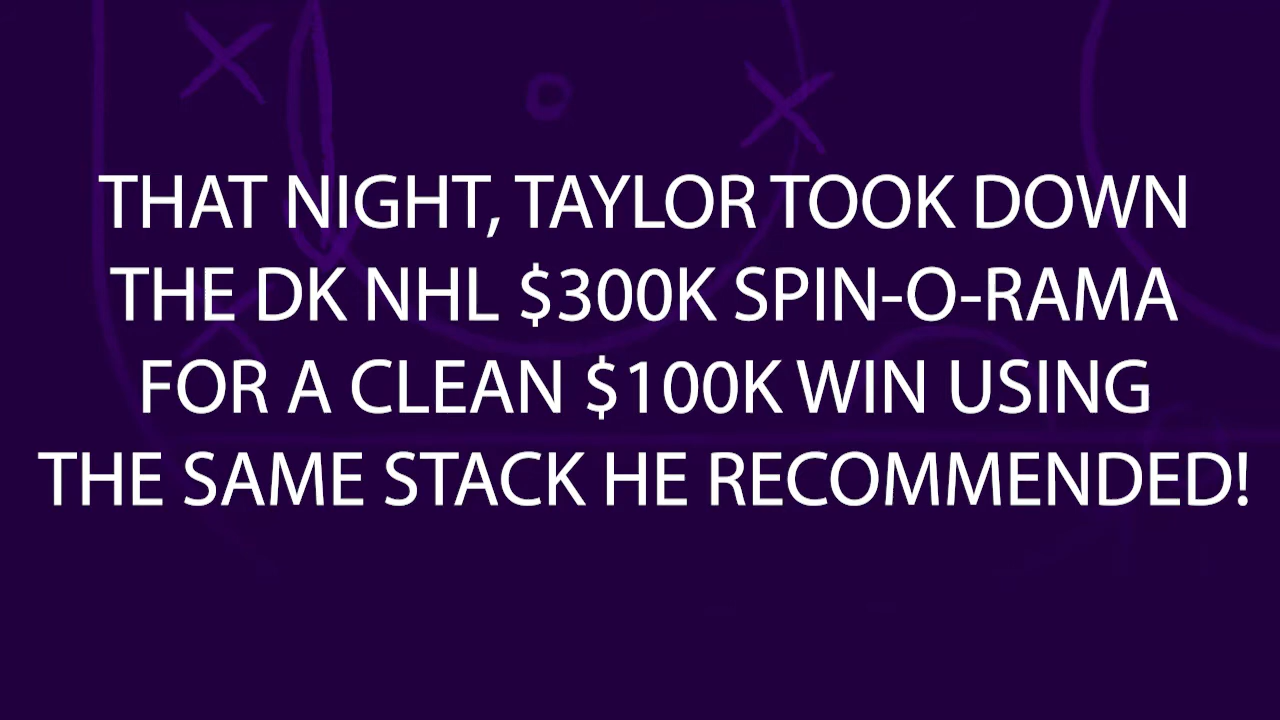 THAT NIGHT, TAYLOR TOOK DOWN
THE DK NHL $300K SPIN-O-RAMA
FOR A CLEAN $100K WIN USING
THE SAME STACK HE RECOMMENDED!